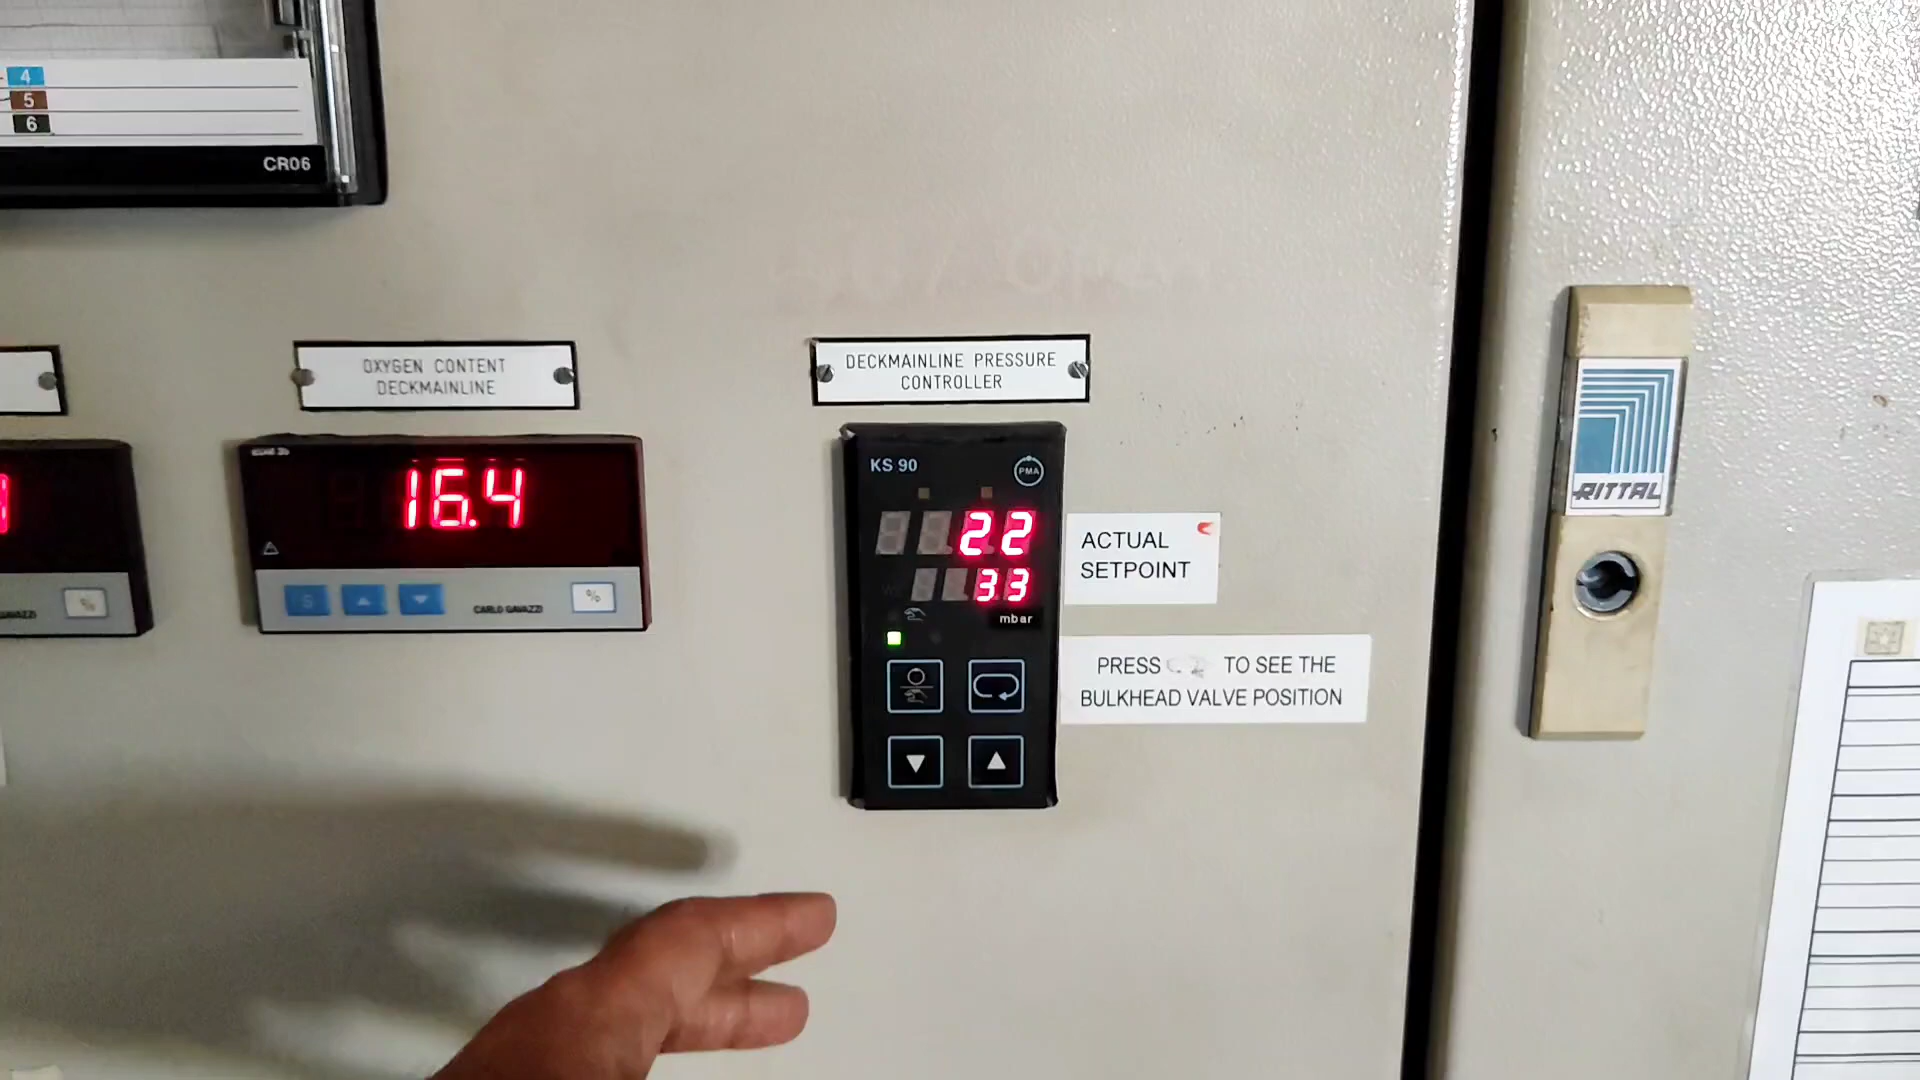 4
5
6
CR06
OXYGEN CONTENT
DECKMAINLINE
16.4
S
%
CARLO GAVAZZI
%
DECKMAINLINE PRESSURE
CONTROLLER
KS 90
PMA
22
33
mbar
ACTUAL
SETPOINT
PRESS TO SEE THE
BULKHEAD VALVE POSITION
RITTAL